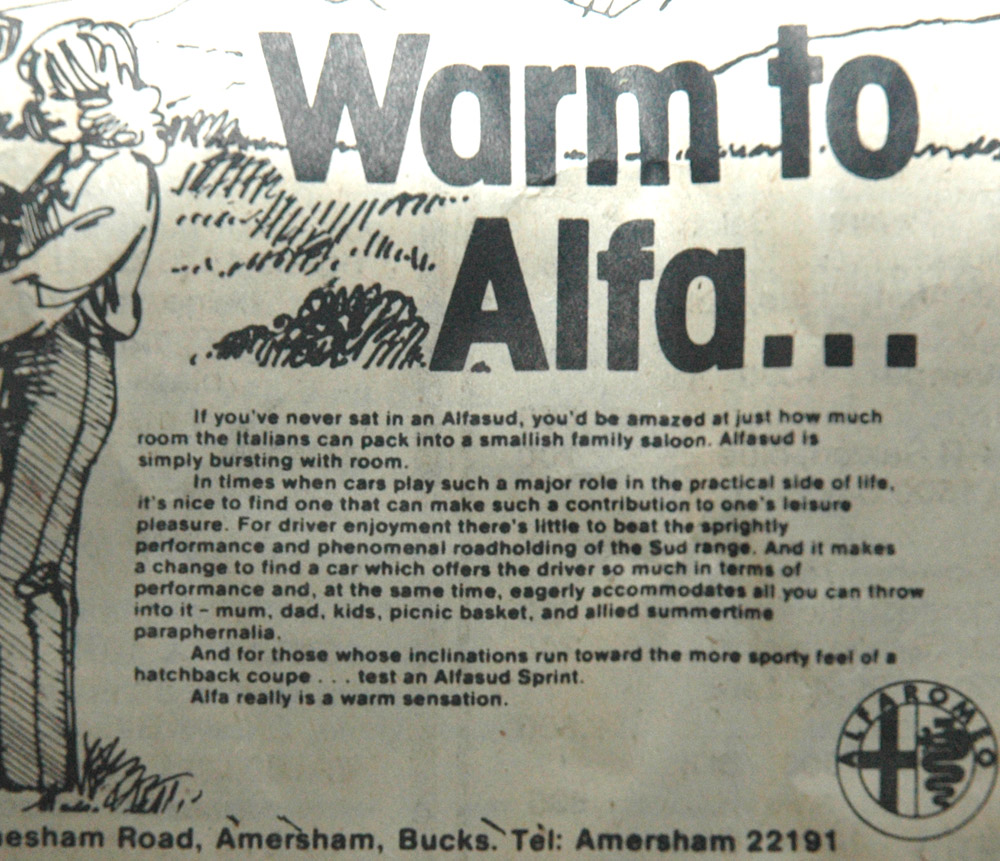 Warm to
Alfa...
If you've never sat in an Alfasud, you'd be amazed at just how much
room the Italians can pack into a smallish family saloon. Alfasud is
simply bursting with room.
In times when cars play such a major role in the practical side of life,
it's nice to find one that can make such a contribution to one's leisure
pleasure. For driver enjoyment there's little to beat the sprightly
performance and phenomenal roadholding of the Sud range. And it makes
a change to find a car which offers the driver so much in terms of
performance and, at the same time, eagerly accommodates all you can throw
into it – mum, dad, kids, picnic basket, and allied summertime
paraphernalia.
And for those whose inclinations run toward the more sporty feel of a
hatchback coupe . . . test an Alfasud Sprint.
Alfa really is a warm sensation.
ALFA ROMEO
esham Road, Amersham, Bucks. Tel: Amersham 22191